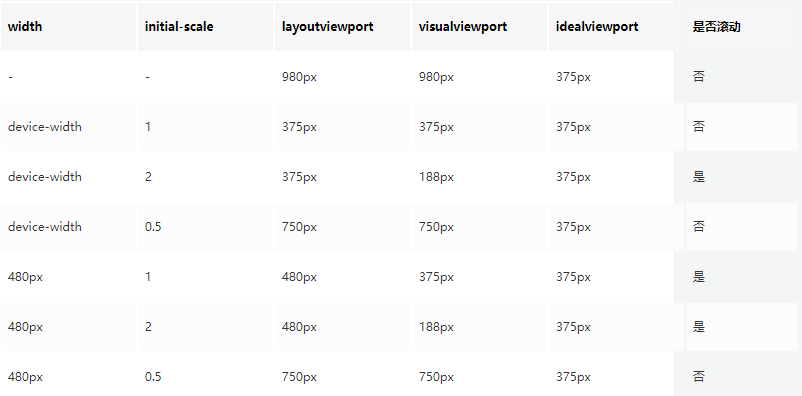 width initial-scale layoutviewport visualviewport idealviewport 是否滚动
- - 980px 980px 375px 否
device-width 1 375px 375px 375px 否
device-width 2 375px 188px 375px 是
device-width 0.5 750px 750px 375px 否
480px 1 480px 375px 375px 是
480px 2 480px 188px 375px 是
480px 0.5 750px 750px 375px 否